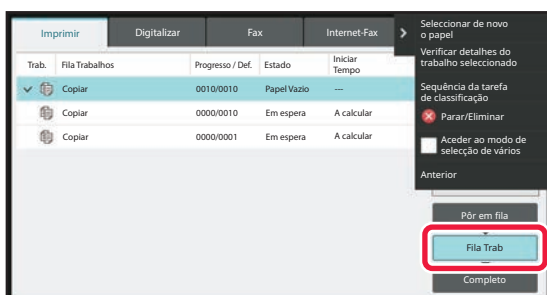 Imprimir Digitalizar Fax Internet-Fax
Trab. Fila Trabalhos Progresso / Def. Estado Iniciar
Tempo
Copiar 0010/0010 Papel Vazio ---
Copiar 0000/0010 Em espera A calcular
Copiar 0000/0001 Em espera A calcular
Seleccionar de novo
o papel
Verificar detalhes do
trabalho seleccionado
Sequência da tarefa
de classificação
Parar/Eliminar
Aceder ao modo de
selecção de vários
Anterior
Pôr em fila
Fila Trab
Completo